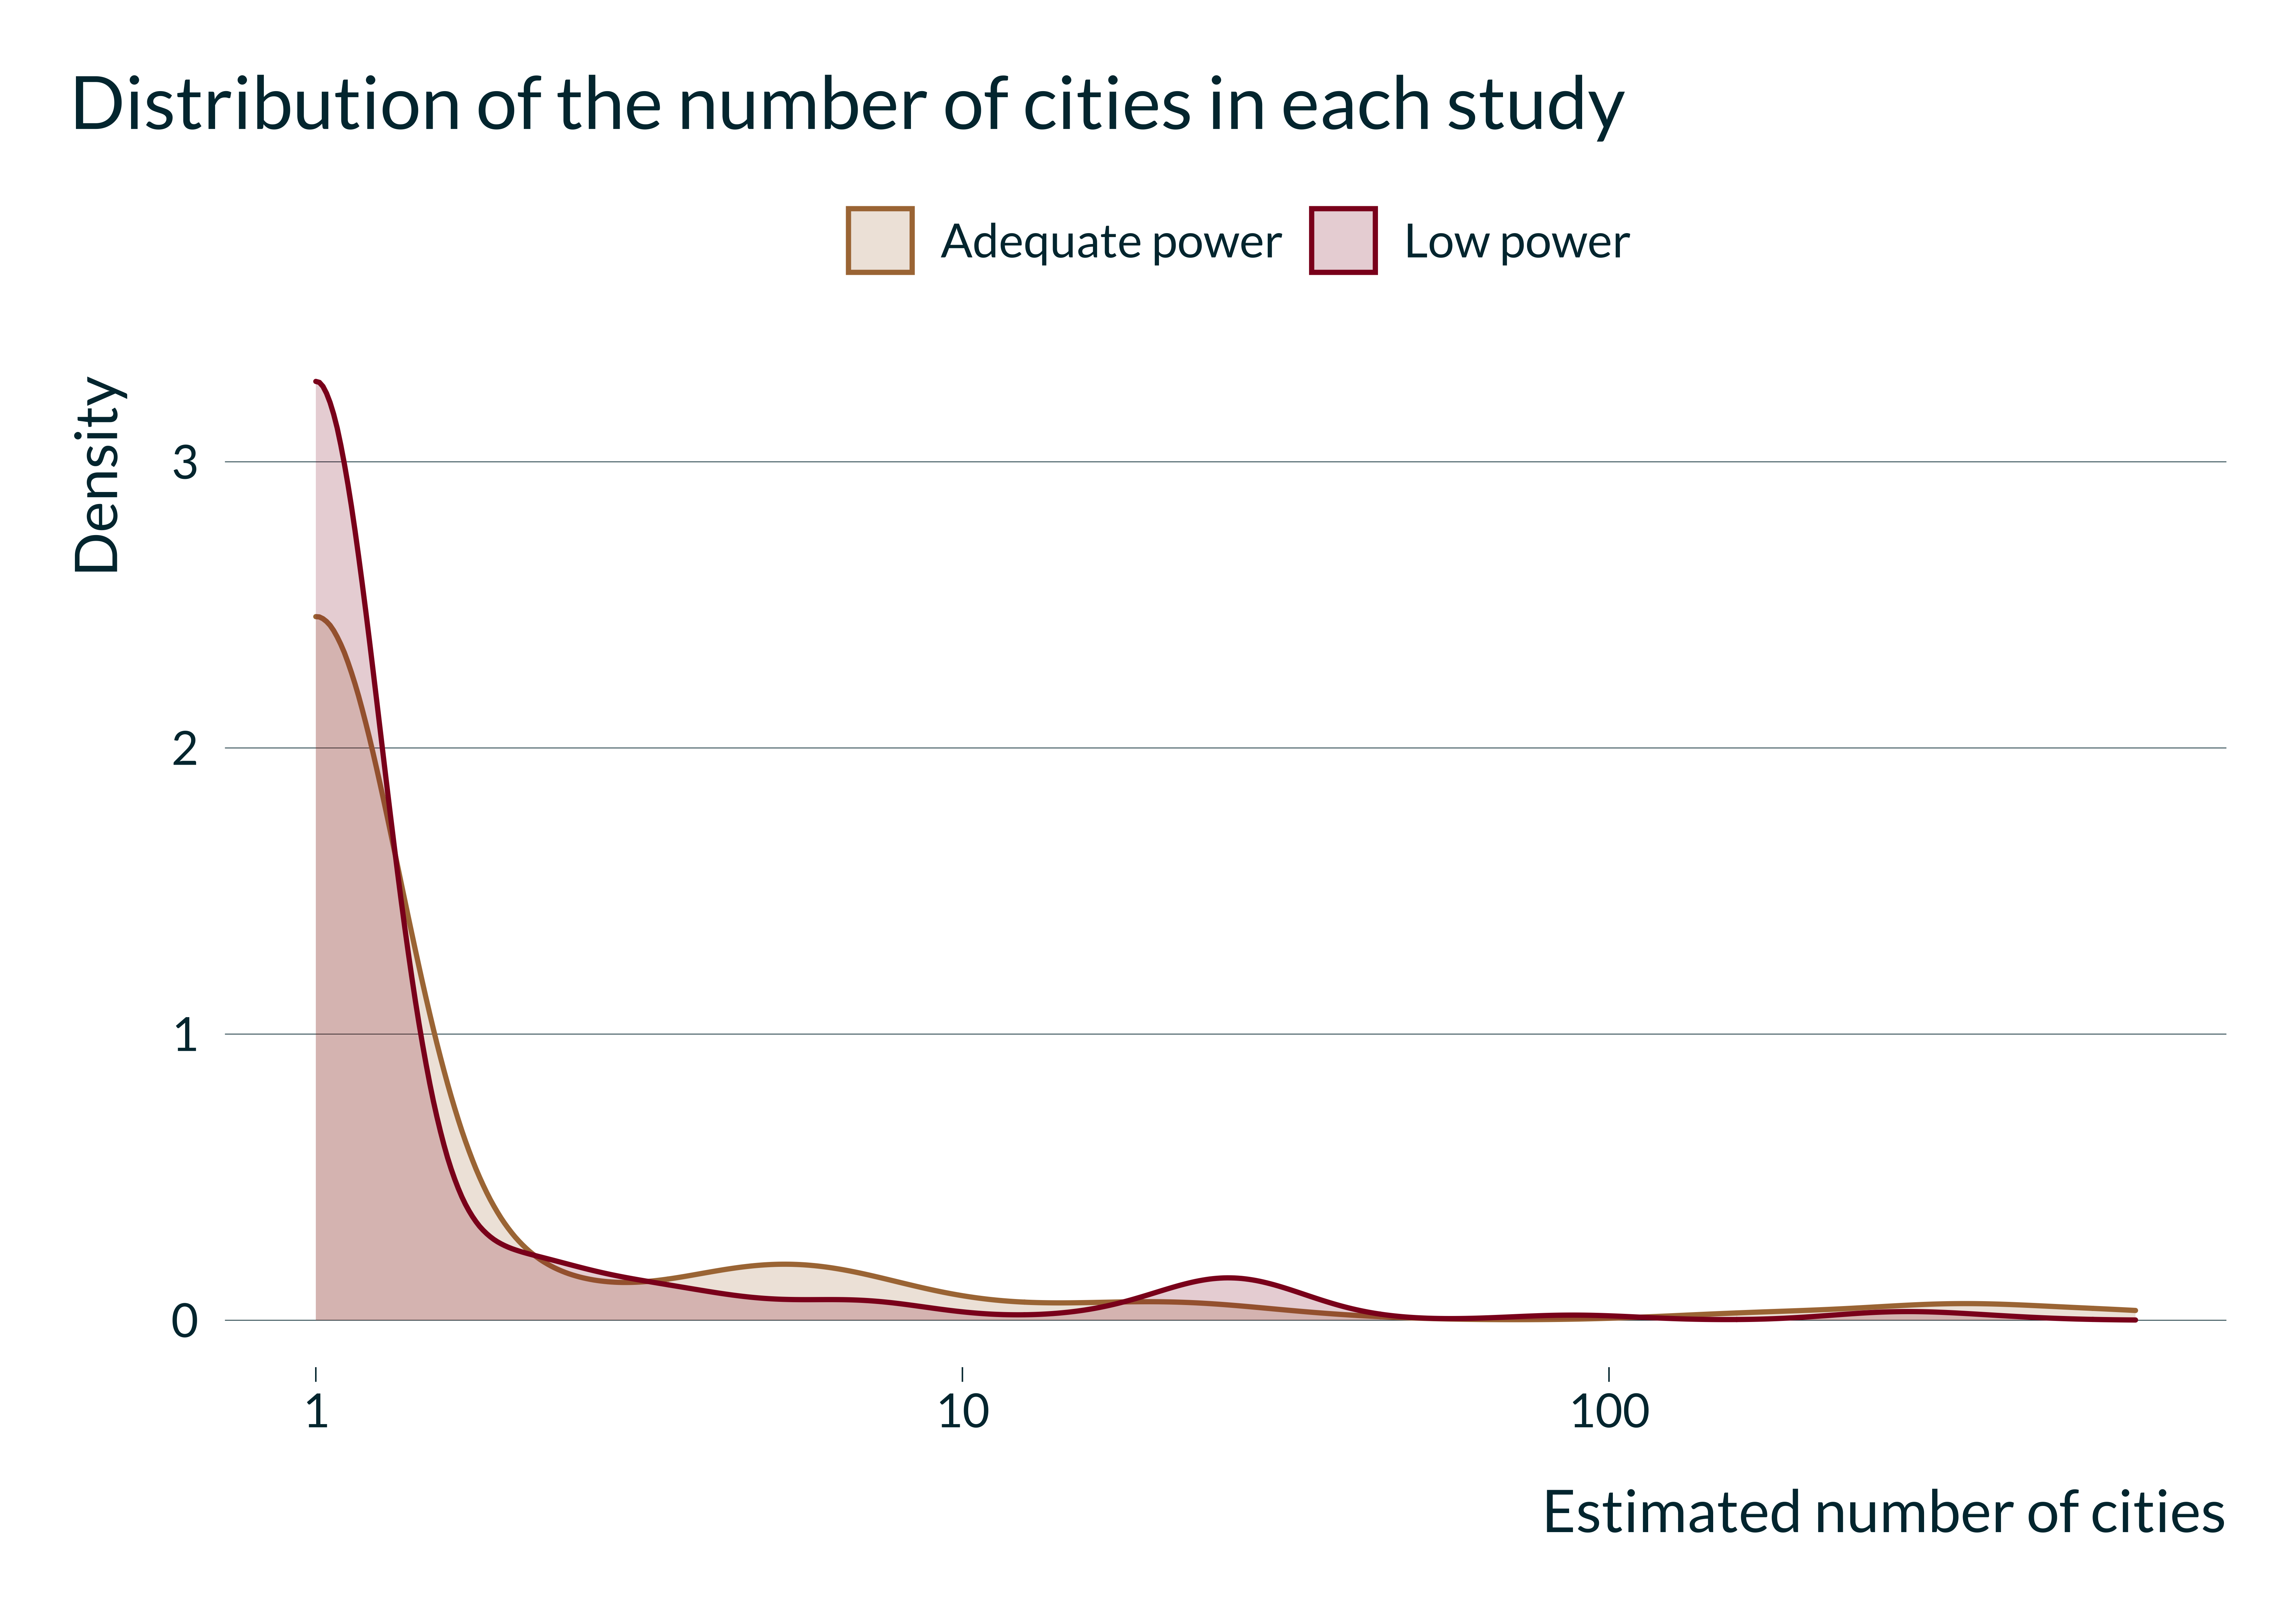 Distribution of the number of cities in each study
Adequate power Low power
Density
3
2
1
0
1 10 100
Estimated number of cities